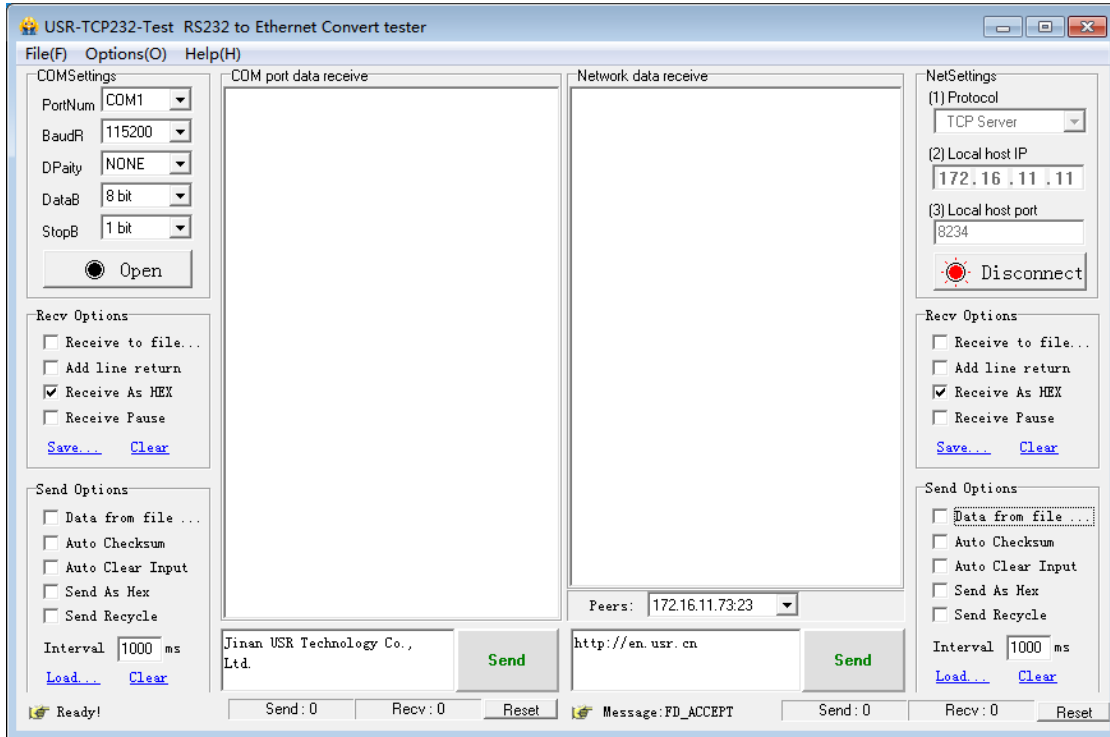 USR-TCP232-Test RS232 to Ethernet Convert tester
File(F) Options(O) Help(H)
COMSettings
PortNum COM1
BaudR 115200
DPaity NONE
DataB 8 bit
StopB 1 bit
Open
Recv Options
Receive to file...
Add line return
Receive As HEX
Receive Pause
Save... Clear
Send Options
Data from file ...
Auto Checksum
Auto Clear Input
Send As Hex
Send Recycle
Interval 1000 ms
Load... Clear
COM port data receive
Jinan USR Technology Co.,
Ltd.
Send
Network data receive
Peers: 172.16.11.73:23
http://en.usr.cn
Send
NetSettings
(1) Protocol
TCP Server
(2) Local host IP
172.16 .11 .11
(3) Local host port
8234
Disconnect
Recv Options
Receive to file...
Add line return
Receive As HEX
Receive Pause
Save... Clear
Send Options
Data from file ...
Auto Checksum
Auto Clear Input
Send As Hex
Send Recycle
Interval 1000 ms
Load... Clear
Ready! Send : 0 Recv : 0 Reset Message:FD_ACCEPT Send : 0 Recv : 0 Reset